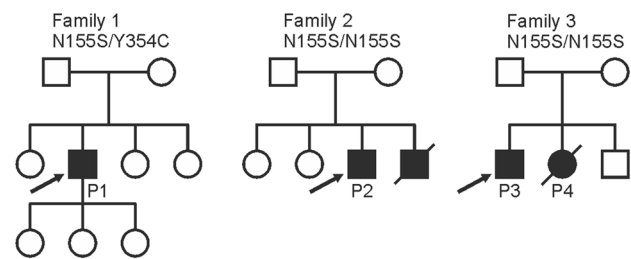 Family 1
N155S/Y354C
P1
Family 2
N155S/N155S
P2
Family 3
N155S/N155S
P3
P4